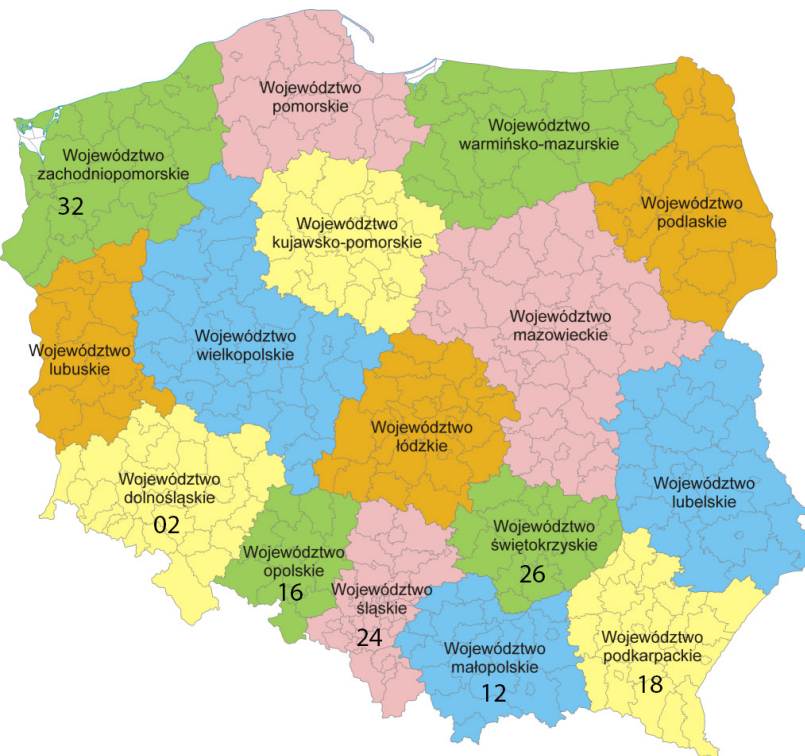 Województwo
pomorskie
Województwo
warmińsko-mazurskie
Województwo
zachodniopomorskie
32
Województwo
podlaskie
Województwo
kujawsko-pomorskie
Województwo
mazowieckie
Województwo
wielkopolskie
Województwo
lubuskie
Województwo
łódzkie
Województwo
dolnośląskie
02
Województwo
lubelskie
Województwo
świętokrzyskie
26
Województwo
opolskie
16
Województwo
śląskie
24
Województwo
małopolskie
12
Województwo
podkarpackie
18